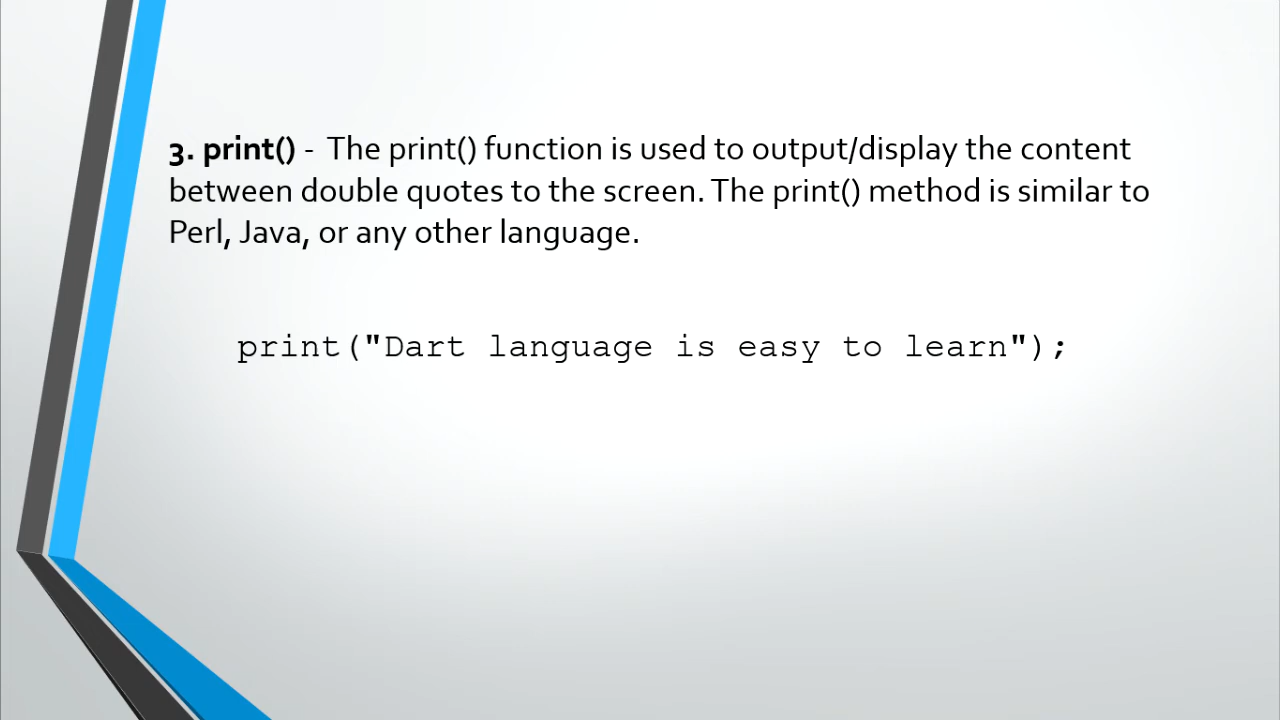 3. print() - The print() function is used to output/display the content
between double quotes to the screen. The print() method is similar to
Perl, Java, or any other language.
print("Dart language is easy to learn");